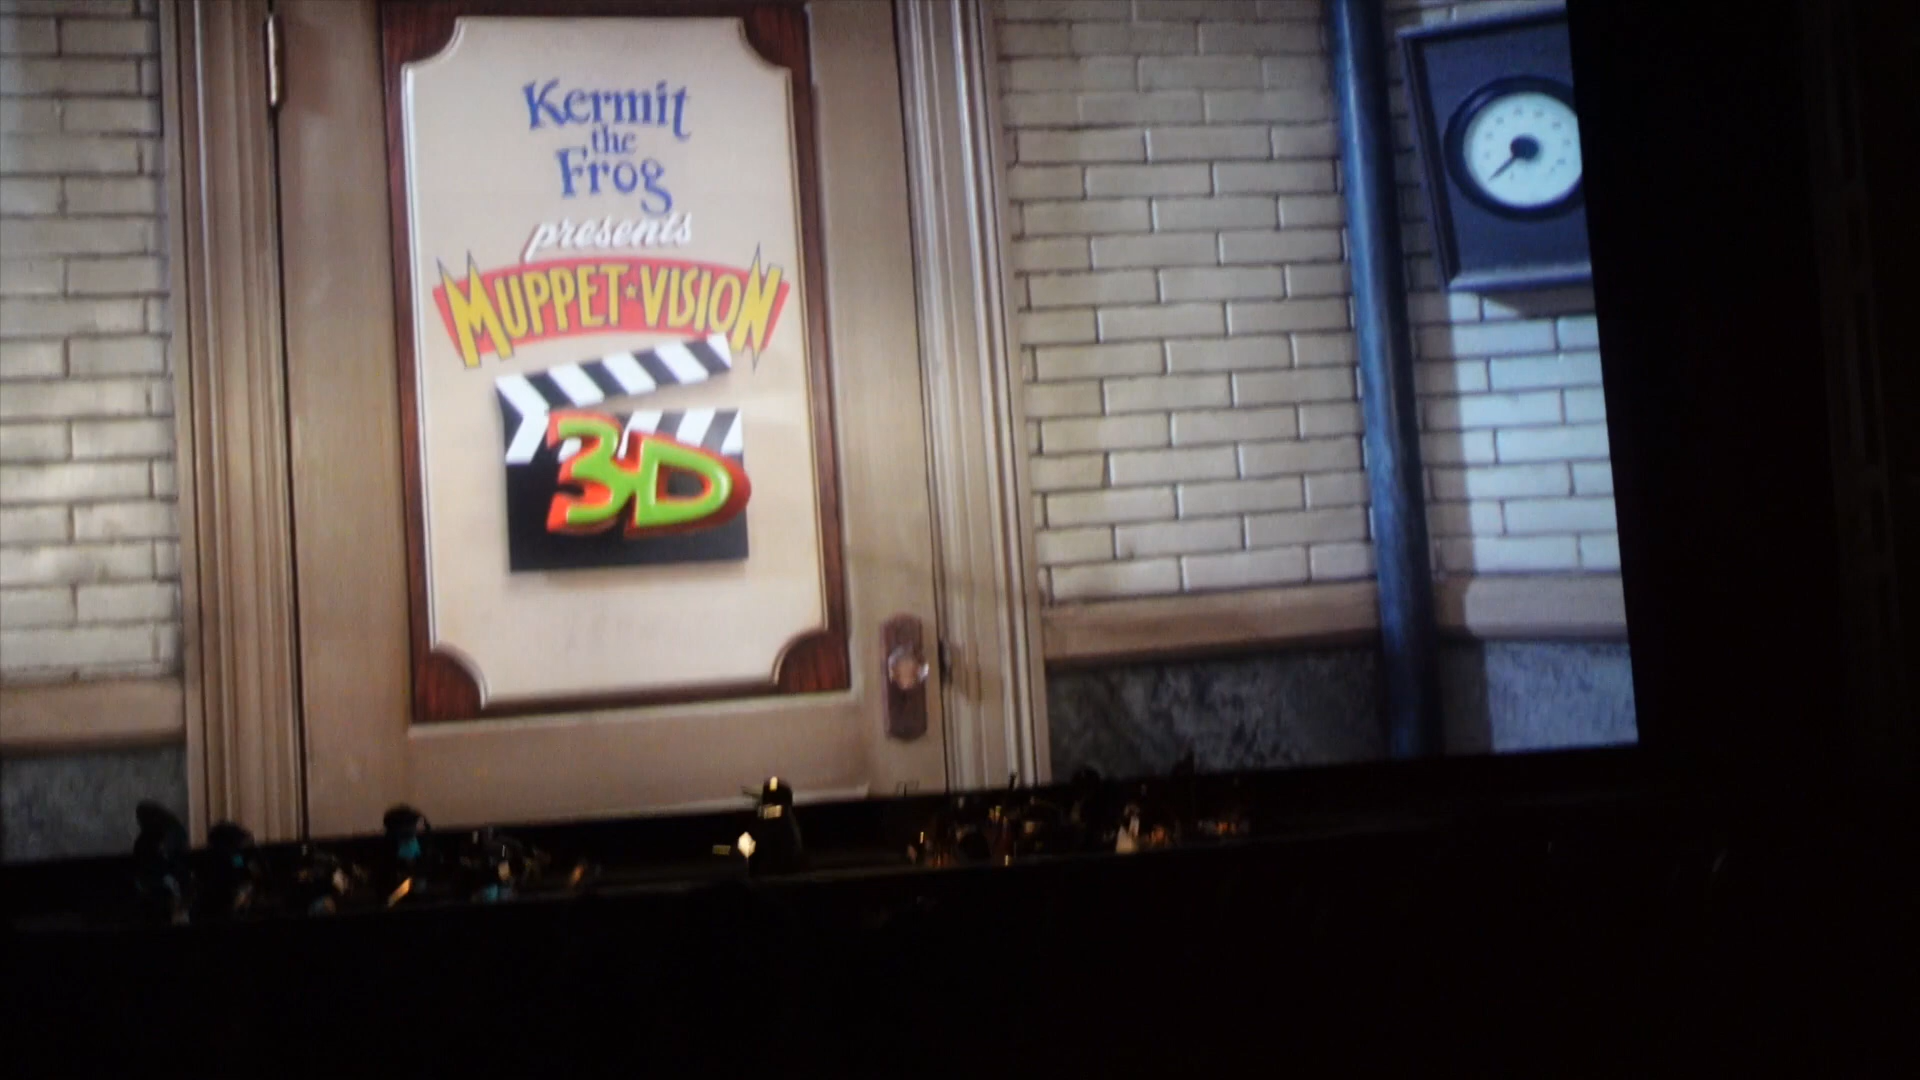 Kermit
the
Frog
presents
MUPPET★VISION
3D